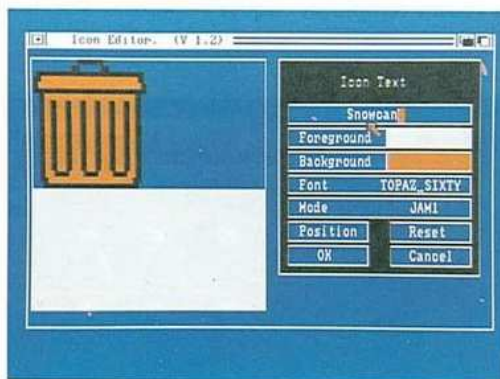 Icon Editor. (V 1.2)
Icon Text
Snowcan
Foreground
Background
Font TOPAZ_SIXTY
Mode JAM1
Position Reset
OK Cancel